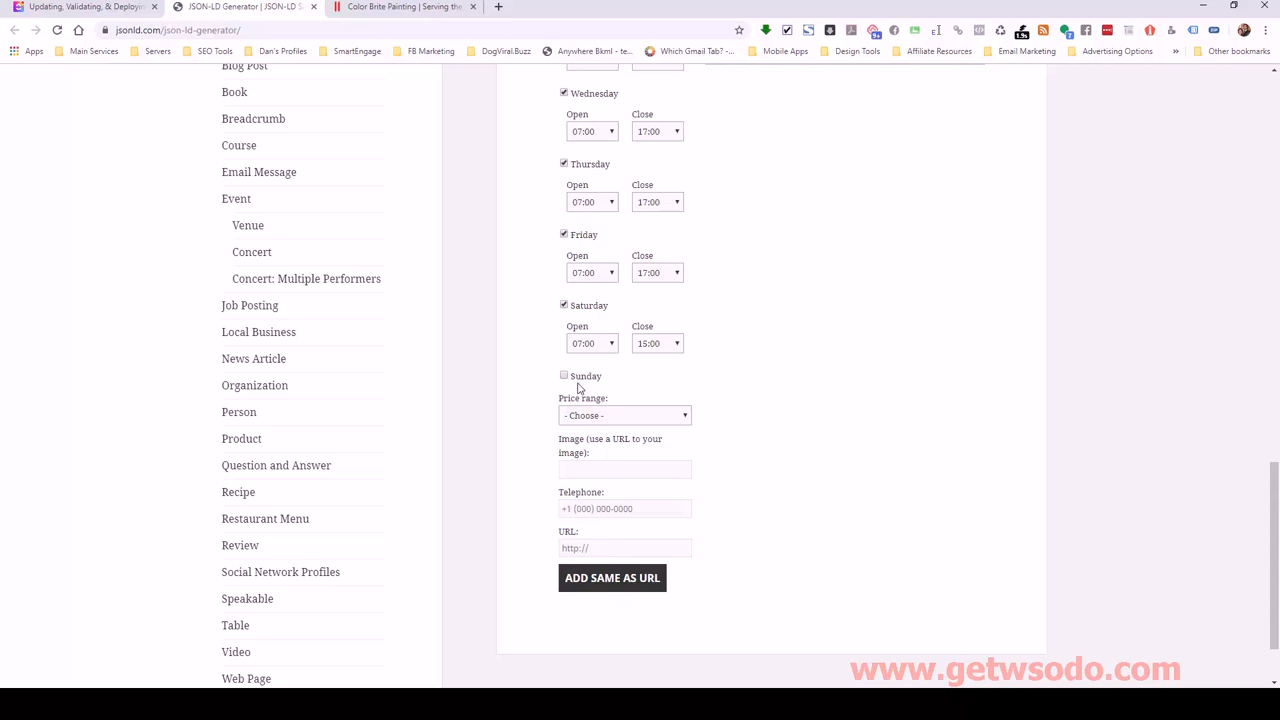 Updating, Validating, & Deployin
JSON-LD Generator | JSON-LD S
Color Brite Painting | Serving the
jsonld.com/json-ld-generator/
Apps
Main Services
Servers
SEO Tools
Dan's Profiles
SmartEngage
FB Marketing
DogViral.Buzz
Anywhere Bkml - te...
Which Gmail Tab? -...
Mobile Apps
Design Tools
Affiliate Resources
Email Marketing
Advertising Options
»
Other bookmarks
Blog Post
Book
Breadcrumb
Course
Email Message
Event
Venue
Concert
Concert: Multiple Performers
Job Posting
Local Business
News Article
Organization
Person
Product
Question and Answer
Recipe
Restaurant Menu
Review
Social Network Profiles
Speakable
Table
Video
Web Page
Wednesday
Open Close
07:00 17:00
Thursday
Open Close
07:00 17:00
Friday
Open Close
07:00 17:00
Saturday
Open Close
07:00 15:00
Sunday
Price range:
- Choose -
Image (use a URL to your
image):
Telephone:
+1 (000) 000-0000
URL:
http://
ADD SAME AS URL
www.getwsodo.com